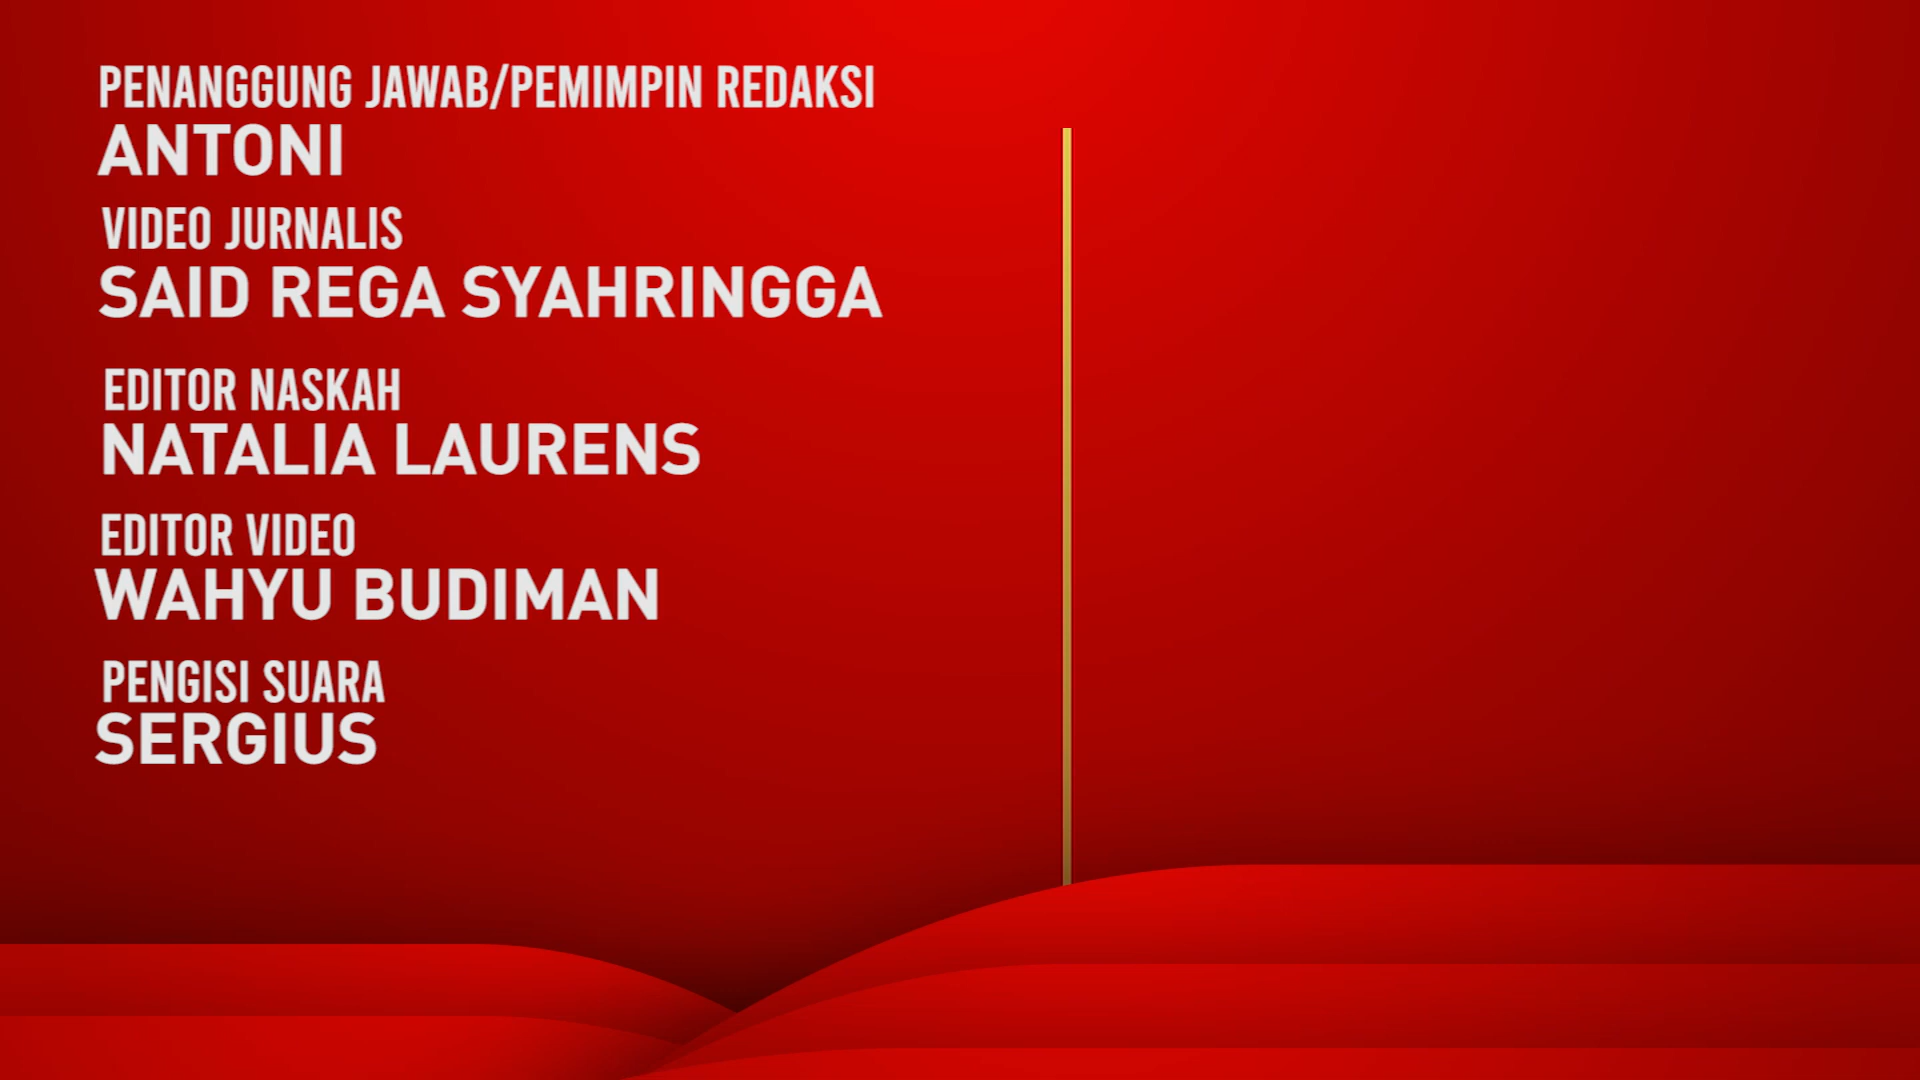 PENANGGUNG JAWAB/PEMIMPIN REDAKSI
ANTONI
VIDEO JURNALIS
SAID REGA SYAHRINGGA
EDITOR NASKAH
NATALIA LAURENS
EDITOR VIDEO
WAHYU BUDIMAN
PENGISI SUARA
SERGIUS